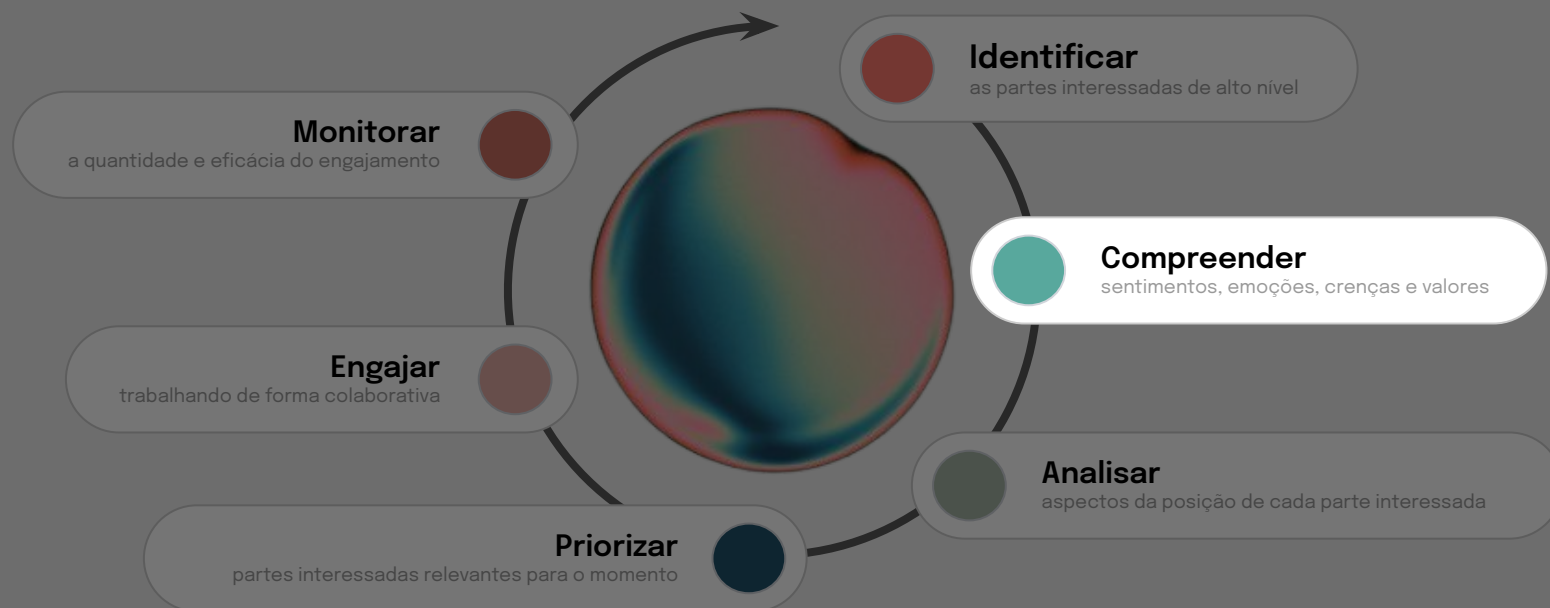 Identificar
as partes interessadas de alto nível
Compreender
sentimentos, emoções, crenças e valores
Analisar
aspectos da posição de cada parte interessada
Priorizar
partes interessadas relevantes para o momento
Engajar
trabalhando de forma colaborativa
Monitorar
a quantidade e eficácia do engajamento